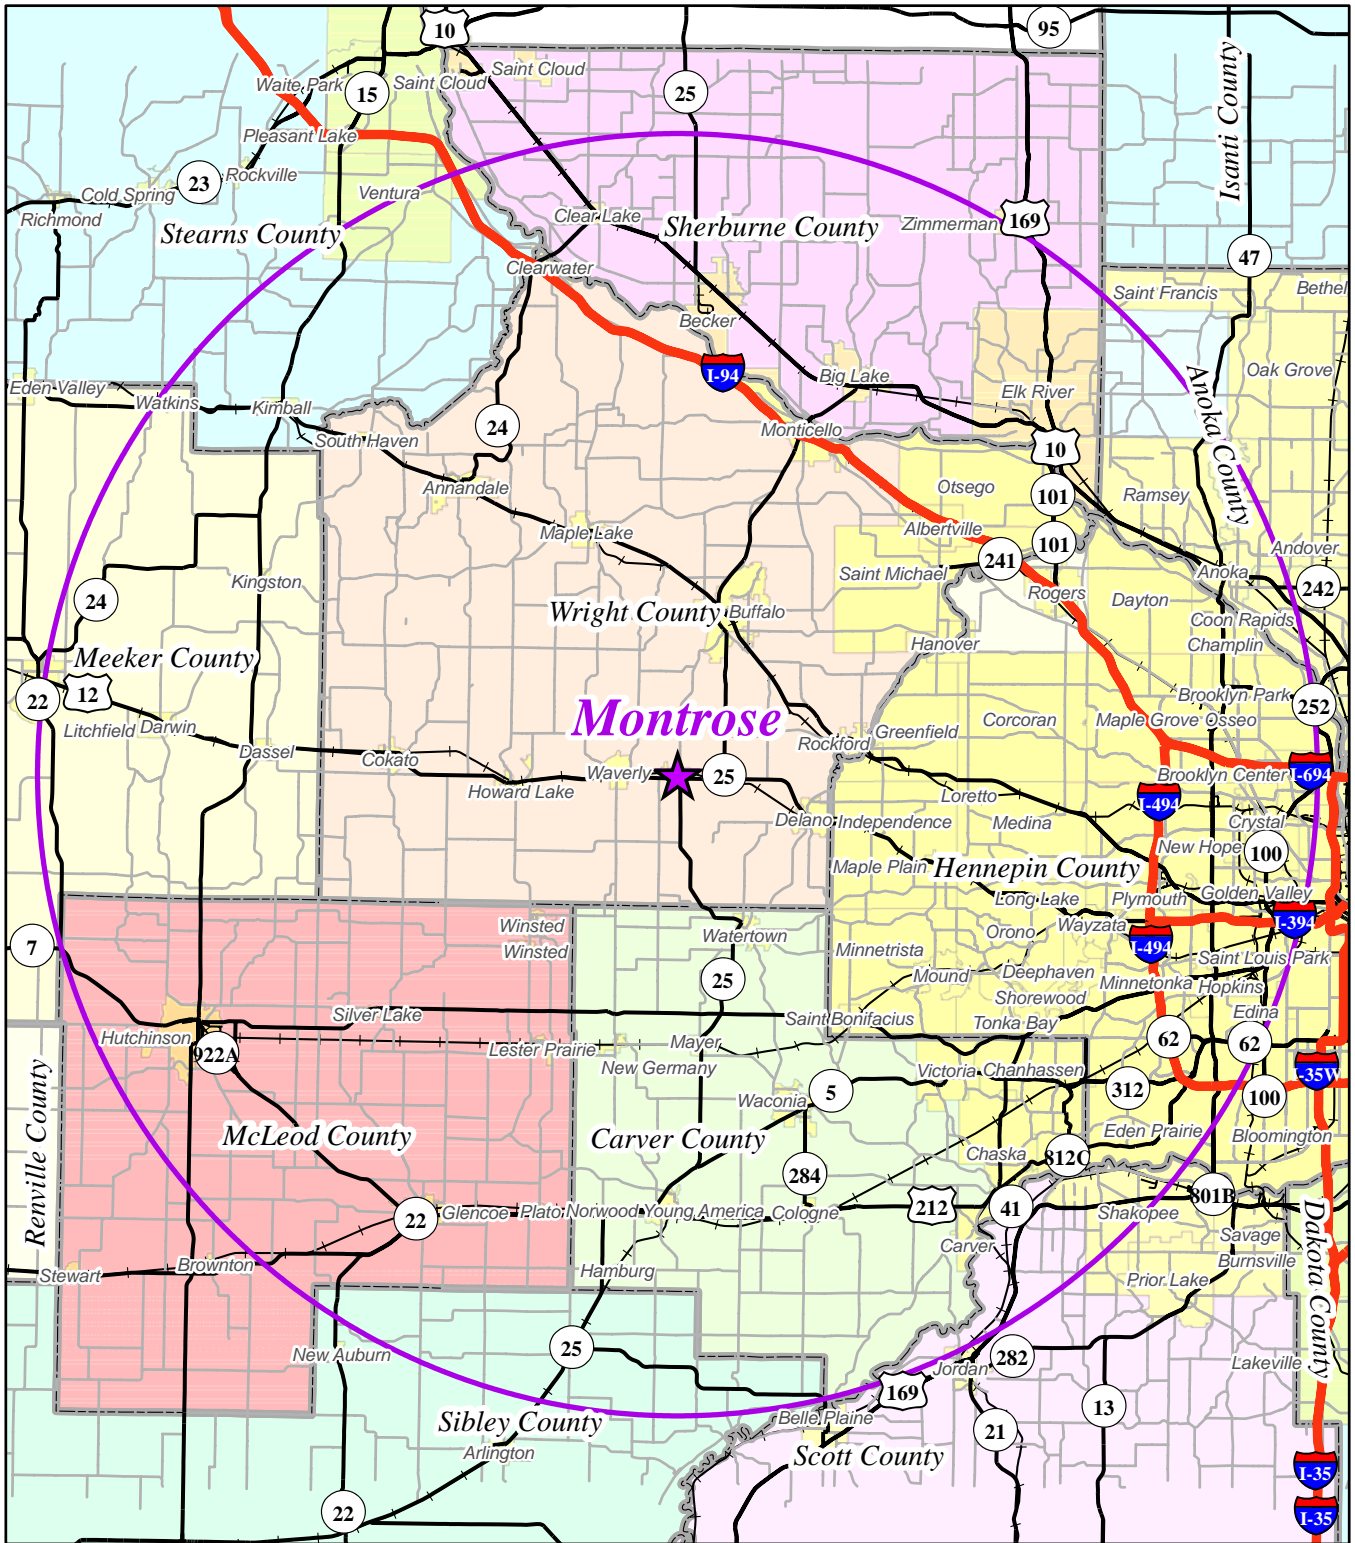 10
95
Saint Cloud
Waite Park
15
Saint Cloud
25
Isanti County
Pleasant Lake
Rockville
23
Cold Spring
Richmond
Ventura
Stearns County
Clear Lake
Sherburne County
Zimmerman
169
47
Clearwater
Saint Francis
Bethel
Becker
I-94
Big Lake
Elk River
Oak Grove
Anoka County
Eden Valley
Watkins
Kimball
South Haven
24
Monticello
10
Annandale
Otsego
101
Ramsey
Maple Lake
Albertville
101
Andover
241
Saint Michael
Anoka
242
Kingston
24
Rogers
Dayton
Wright County
Buffalo
Coon Rapids
Champlin
Hanover
Meeker County
22
12
Brooklyn Park
252
Litchfield
Darwin
Montrose
Corcoran
Maple Grove
Osseo
Greenfield
Rockford
Dassel
Cokato
Waverly
25
Howard Lake
Brooklyn Center
I-694
I-494
Loretto
Delano
Independence
Medina
Crystal
New Hope
100
Maple Plain
Hennepin County
Long Lake
Plymouth
Golden Valley
I-394
Winsted
Winsted
Watertown
Orono
Wayzata
I-494
7
Minnetrista
Saint Louis Park
Mound
Deephaven
Minnetonka
Hopkins
25
Shorewood
Silver Lake
Saint Bonifacius
Tonka Bay
Edina
Hutchinson
922A
Lester Prairie
Mayer
62
62
New Germany
Victoria
Chanhassen
I-35W
5
312
100
Waconia
Renville County
McLeod County
Carver County
Eden Prairie
Bloomington
Chaska
812C
284
801B
22
Glencoe
Plato
Norwood Young America
Cologne
212
41
Shakopee
Carver
Savage
Burnsville
Dakota County
Stewart
Brownton
Hamburg
Prior Lake
New Auburn
25
282
Jordan
Lakeville
169
13
Sibley County
Belle Plaine
21
Arlington
Scott County
I-35
22
I-35